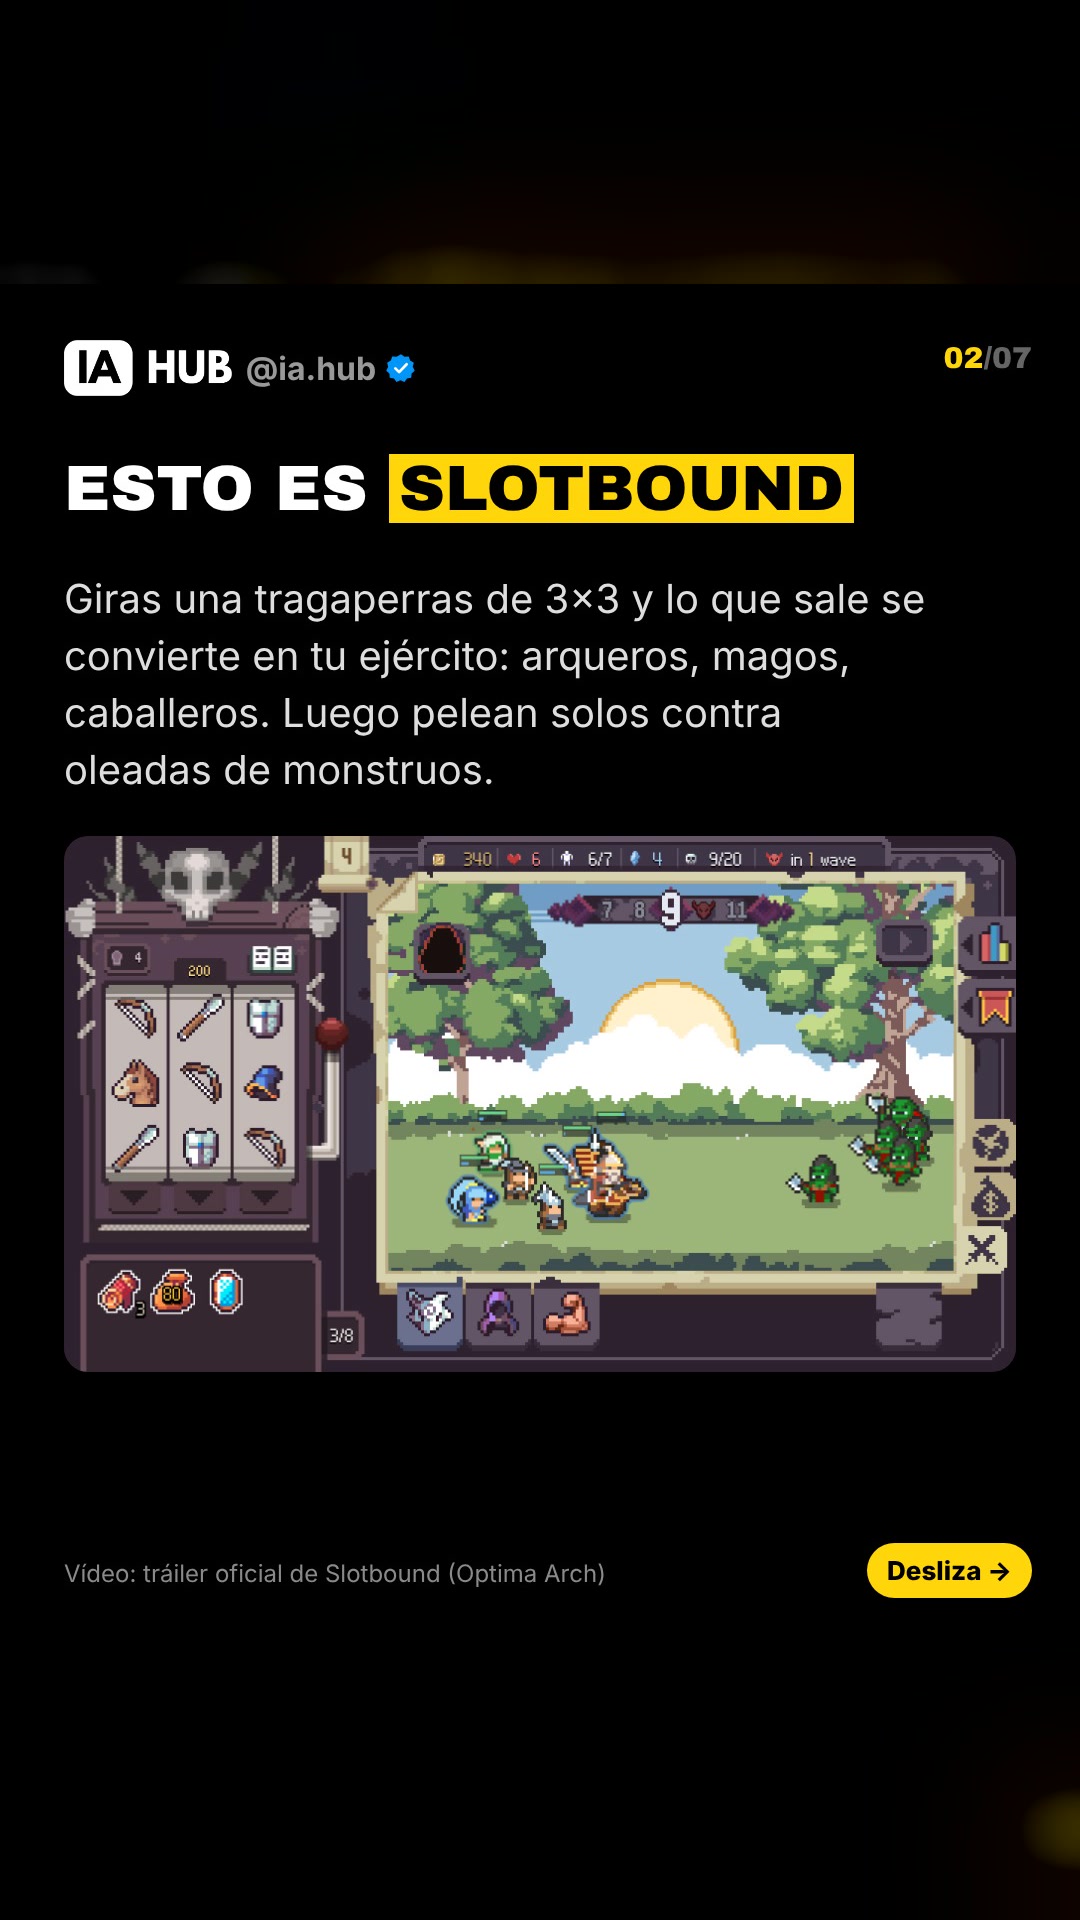 IA HUB @ia.hub
02/07
ESTO ES SLOTBOUND
Giras una tragaperras de 3×3 y lo que sale se
convierte en tu ejército: arqueros, magos,
caballeros. Luego pelean solos contra
oleadas de monstruos.
4
340 6 6/7 4 9/20 in 1 wave
7 8 9 11
4
200
3
80
3/8
Vídeo: tráiler oficial de Slotbound (Optima Arch)
Desliza →